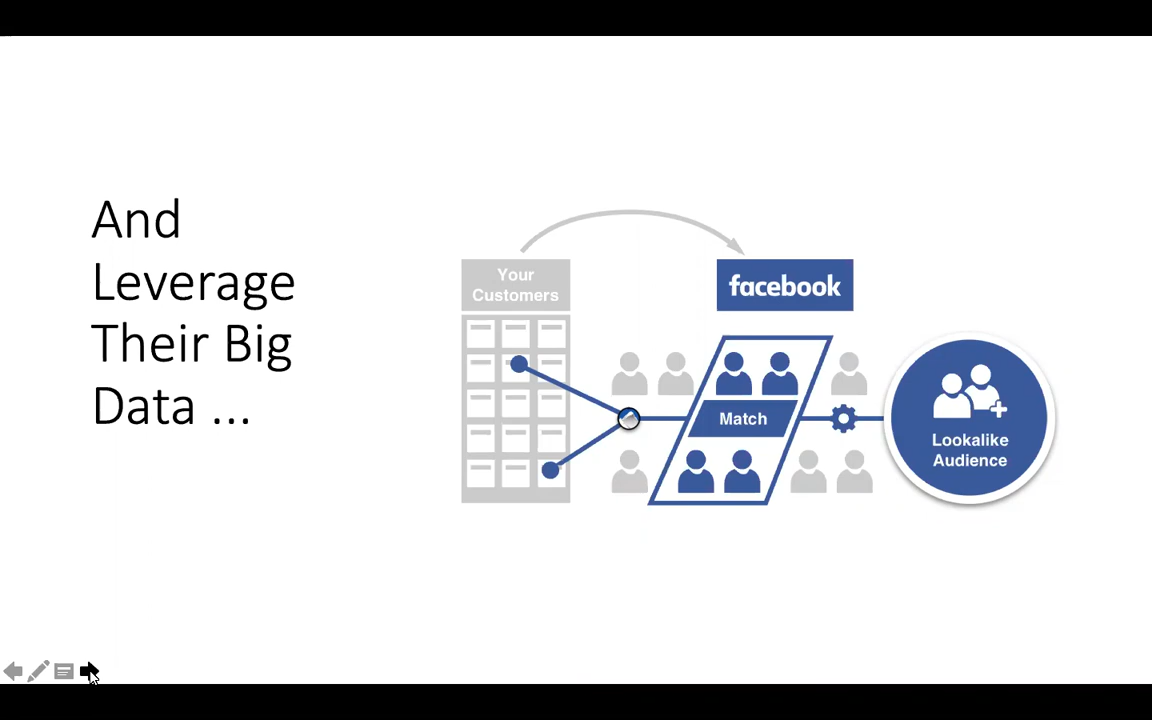 And
Leverage
Their Big
Data ...
Your
Customers
facebook
Match
Lookalike
Audience